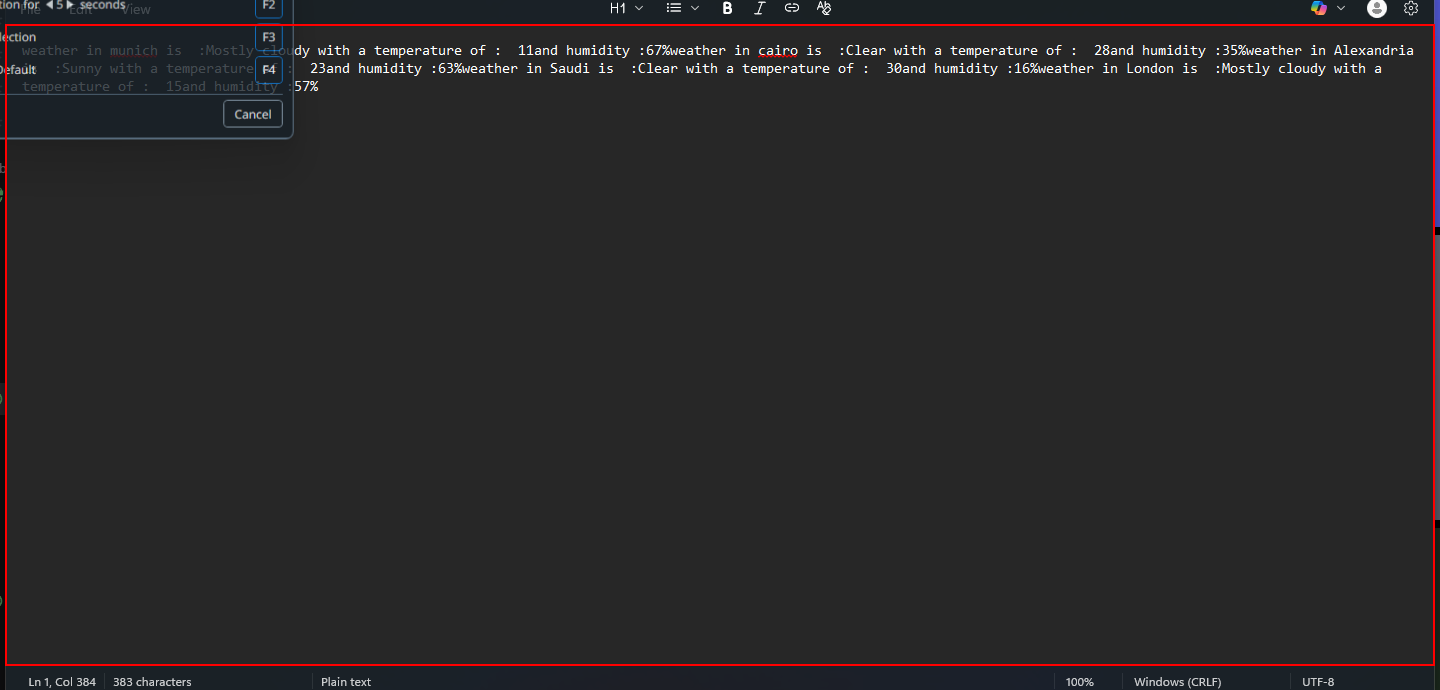 tion for 5 seconds F2
File Edit View H1
lection F3
weather in munich is  :Mostly cloudy with a temperature of :  11and humidity :67%weather in cairo is  :Clear with a temperature of :  28and humidity :35%weather in Alexandria
Default F4
:Sunny with a temperature :  23and humidity :63%weather in Saudi is  :Clear with a temperature of :  30and humidity :16%weather in London is  :Mostly cloudy with a
temperature of :  15and humidity :57%
Cancel
Ln 1, Col 384 383 characters Plain text 100% Windows (CRLF) UTF-8